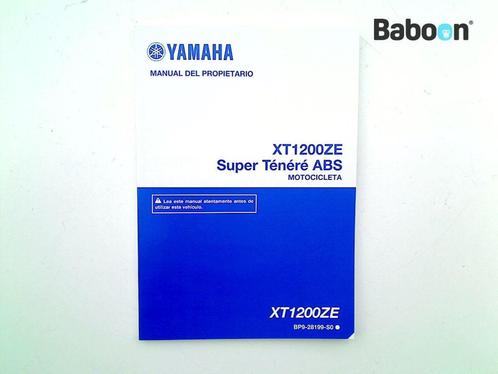 Baboon
YAMAHA
MANUAL DEL PROPIETARIO
XT1200ZE
Super Ténéré ABS
MOTOCICLETA
Lea este manual atentamente antes de
utilizar este vehículo.
XT1200ZE
BP9-28199-S0